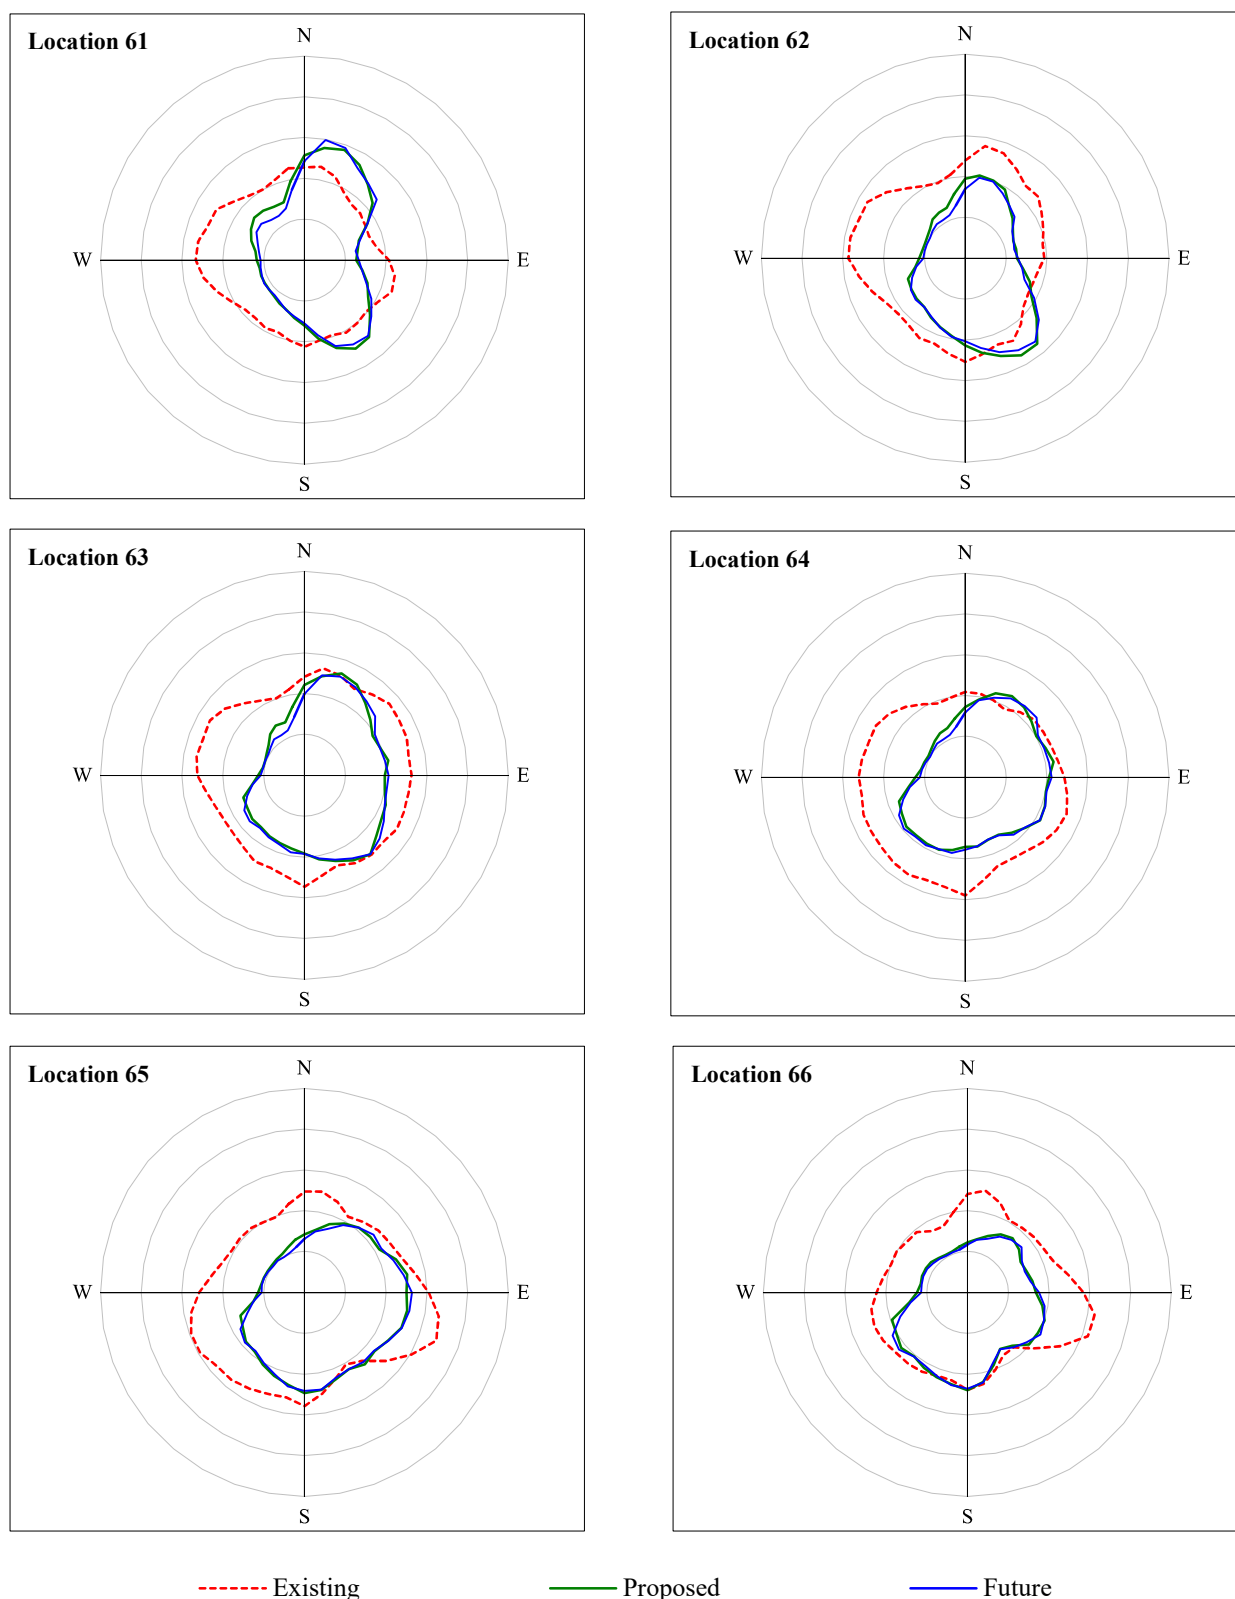 Location 61
N
W
E
S
Location 62
N
W
E
S
Location 63
N
W
E
S
Location 64
N
W
E
S
Location 65
N
W
E
S
Location 66
N
W
E
S
Existing
Proposed
Future